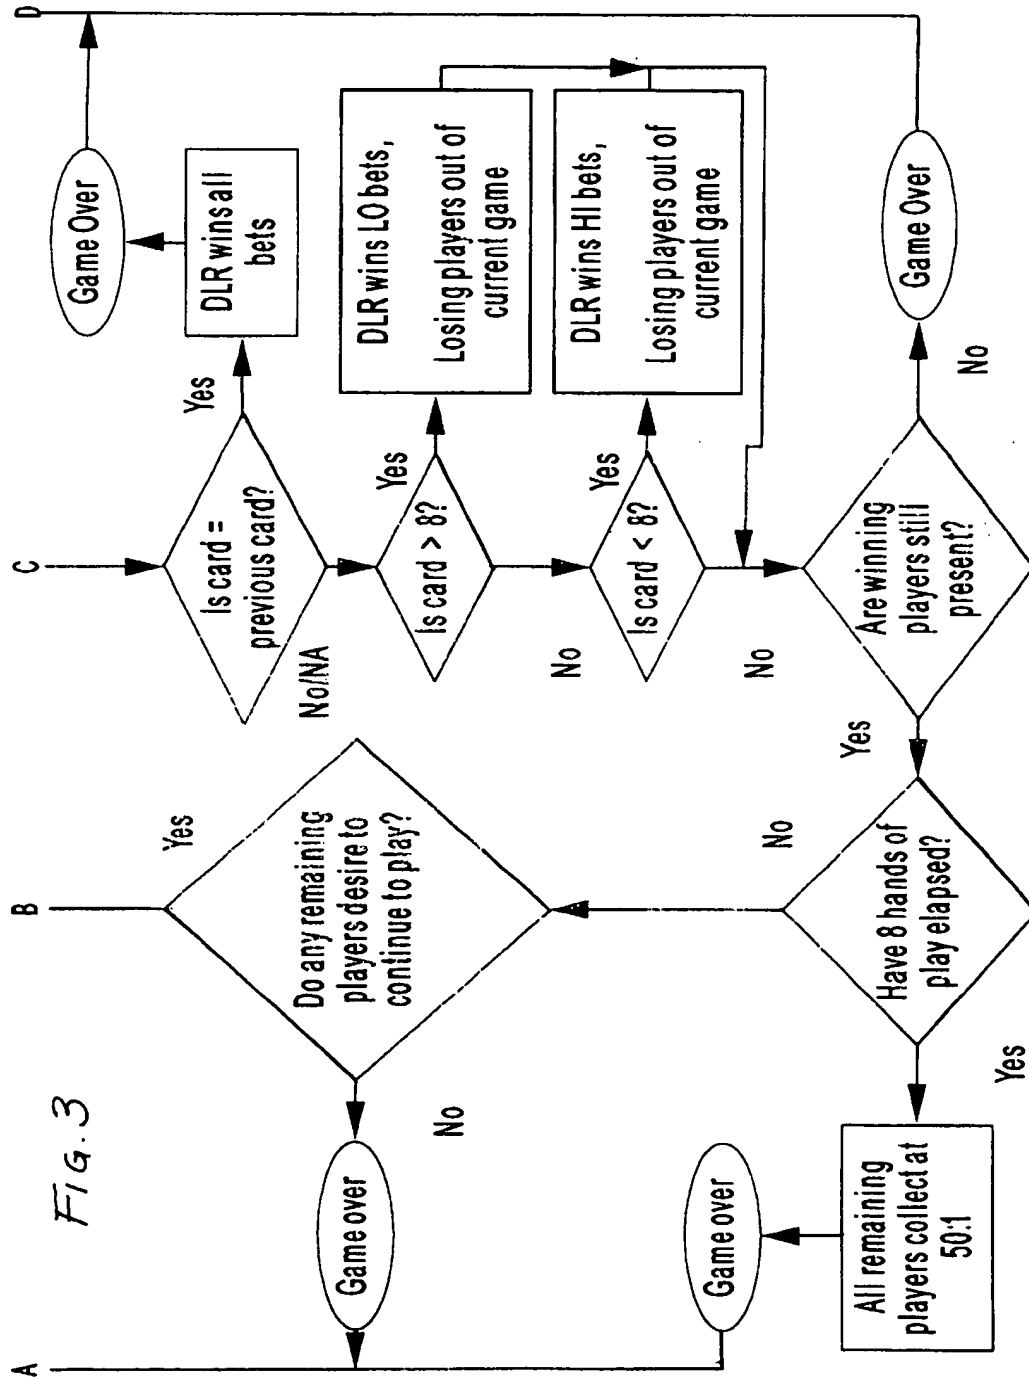 FIG. 3
A
B
C
D
Game over
No
Do any remaining
players desire to
continue to play?
Yes
Game over
All remaining
players collect at
50:1
Yes
Have 8 hands of
play elapsed?
No
Yes
Is card =
previous card?
Yes
No/NA
DLR wins all
bets
Game Over
Is card > 8?
Yes
No
DLR wins LO bets,
Losing players out of
current game
Is card < 8?
Yes
No
DLR wins HI bets,
Losing players out of
current game
Are winning
players still
present?
No
Game Over